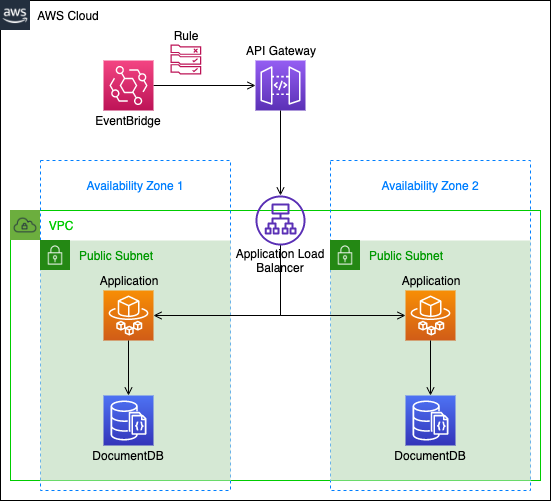 aws
AWS Cloud
Rule
API Gateway
EventBridge
Availability Zone 1
Availability Zone 2
VPC
Public Subnet
Application Load
Balancer
Public Subnet
Application
Application
DocumentDB
DocumentDB